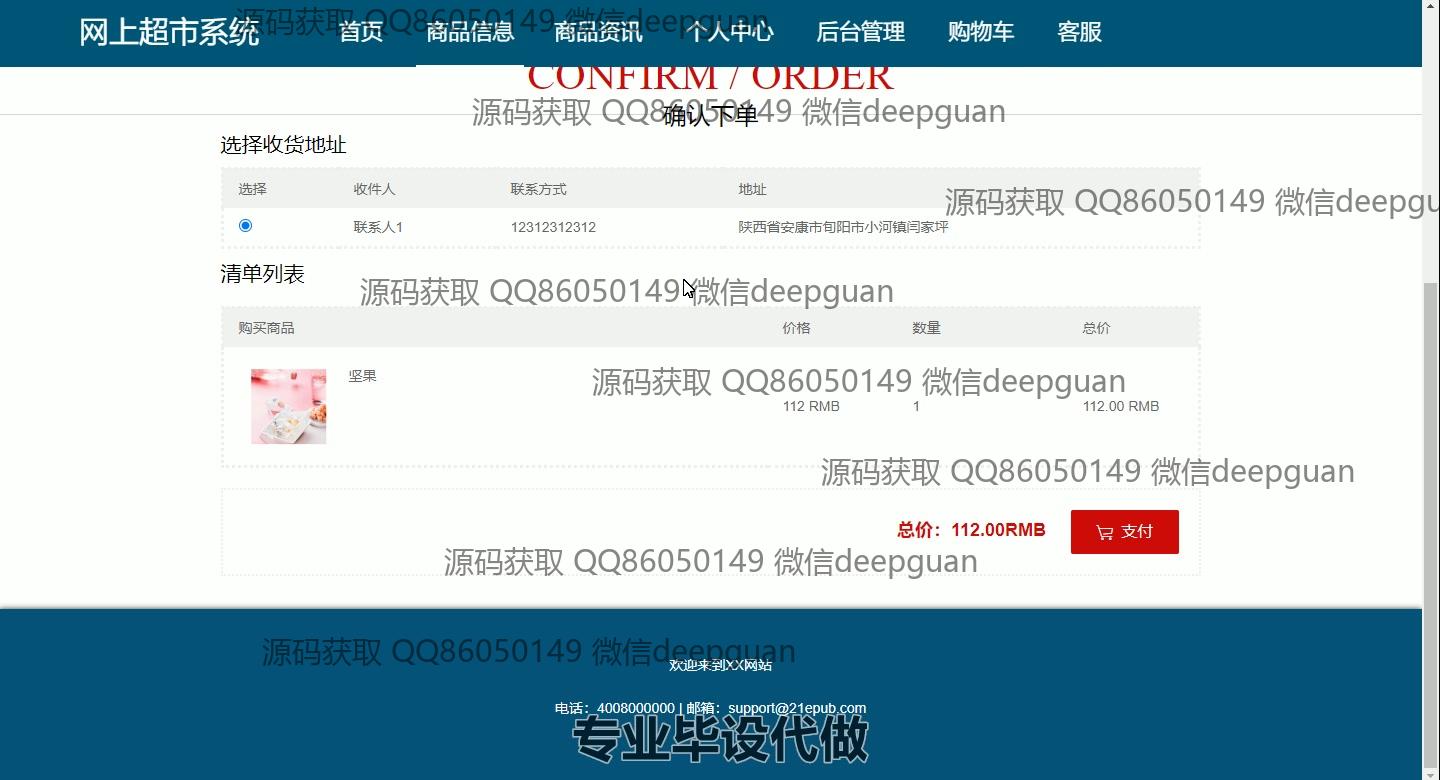 网上超市系统 首页 商品信息 商品资讯 个人中心 后台管理 购物车 客服
源码获取 QQ86050149 微信deepguan
CONFIRM / ORDER
源码获取 QQ86050149 微信deepguan
确认下单
选择收货地址
选择 收件人 联系方式 地址
源码获取 QQ86050149 微信deepgu
联系人1 12312312312 陕西省安康市旬阳市小河镇闫家坪
清单列表
源码获取 QQ86050149 微信deepguan
购买商品 价格 数量 总价
坚果
源码获取 QQ86050149 微信deepguan
112 RMB 1 112.00 RMB
源码获取 QQ86050149 微信deepguan
总价：112.00RMB 支付
源码获取 QQ86050149 微信deepguan
源码获取 QQ86050149 微信deepguan
欢迎来到XX网站
电话：4008000000 | 邮箱：support@21epub.com
专业毕设代做